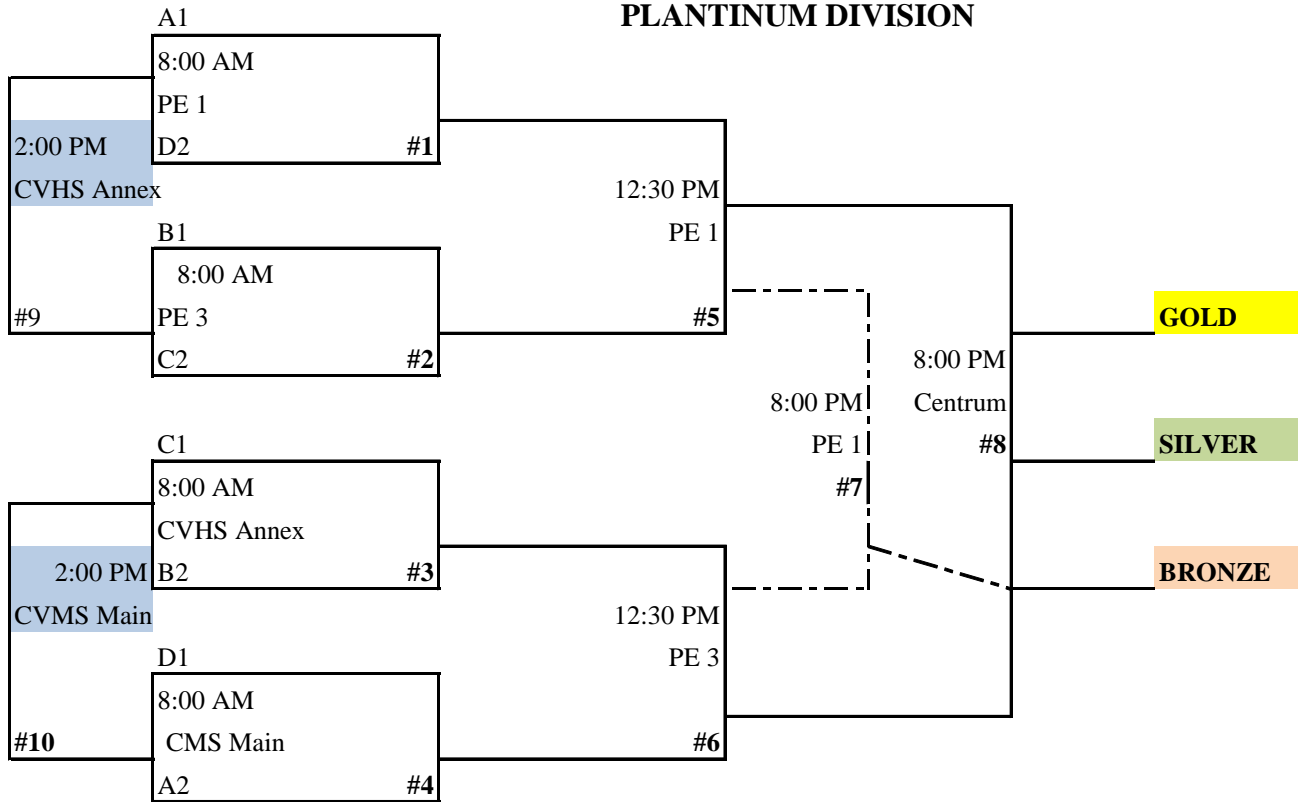 A1
PLANTINUM DIVISION
8:00 AM
PE 1
2:00 PM
D2
#1
CVHS Annex
12:30 PM
B1
PE 1
8:00 AM
#9
PE 3
#5
GOLD
C2
#2
8:00 PM
8:00 PM
Centrum
C1
PE 1
#8
SILVER
8:00 AM
#7
CVHS Annex
2:00 PM
B2
#3
BRONZE
CVMS Main
12:30 PM
D1
PE 3
8:00 AM
#10
CMS Main
#6
A2
#4